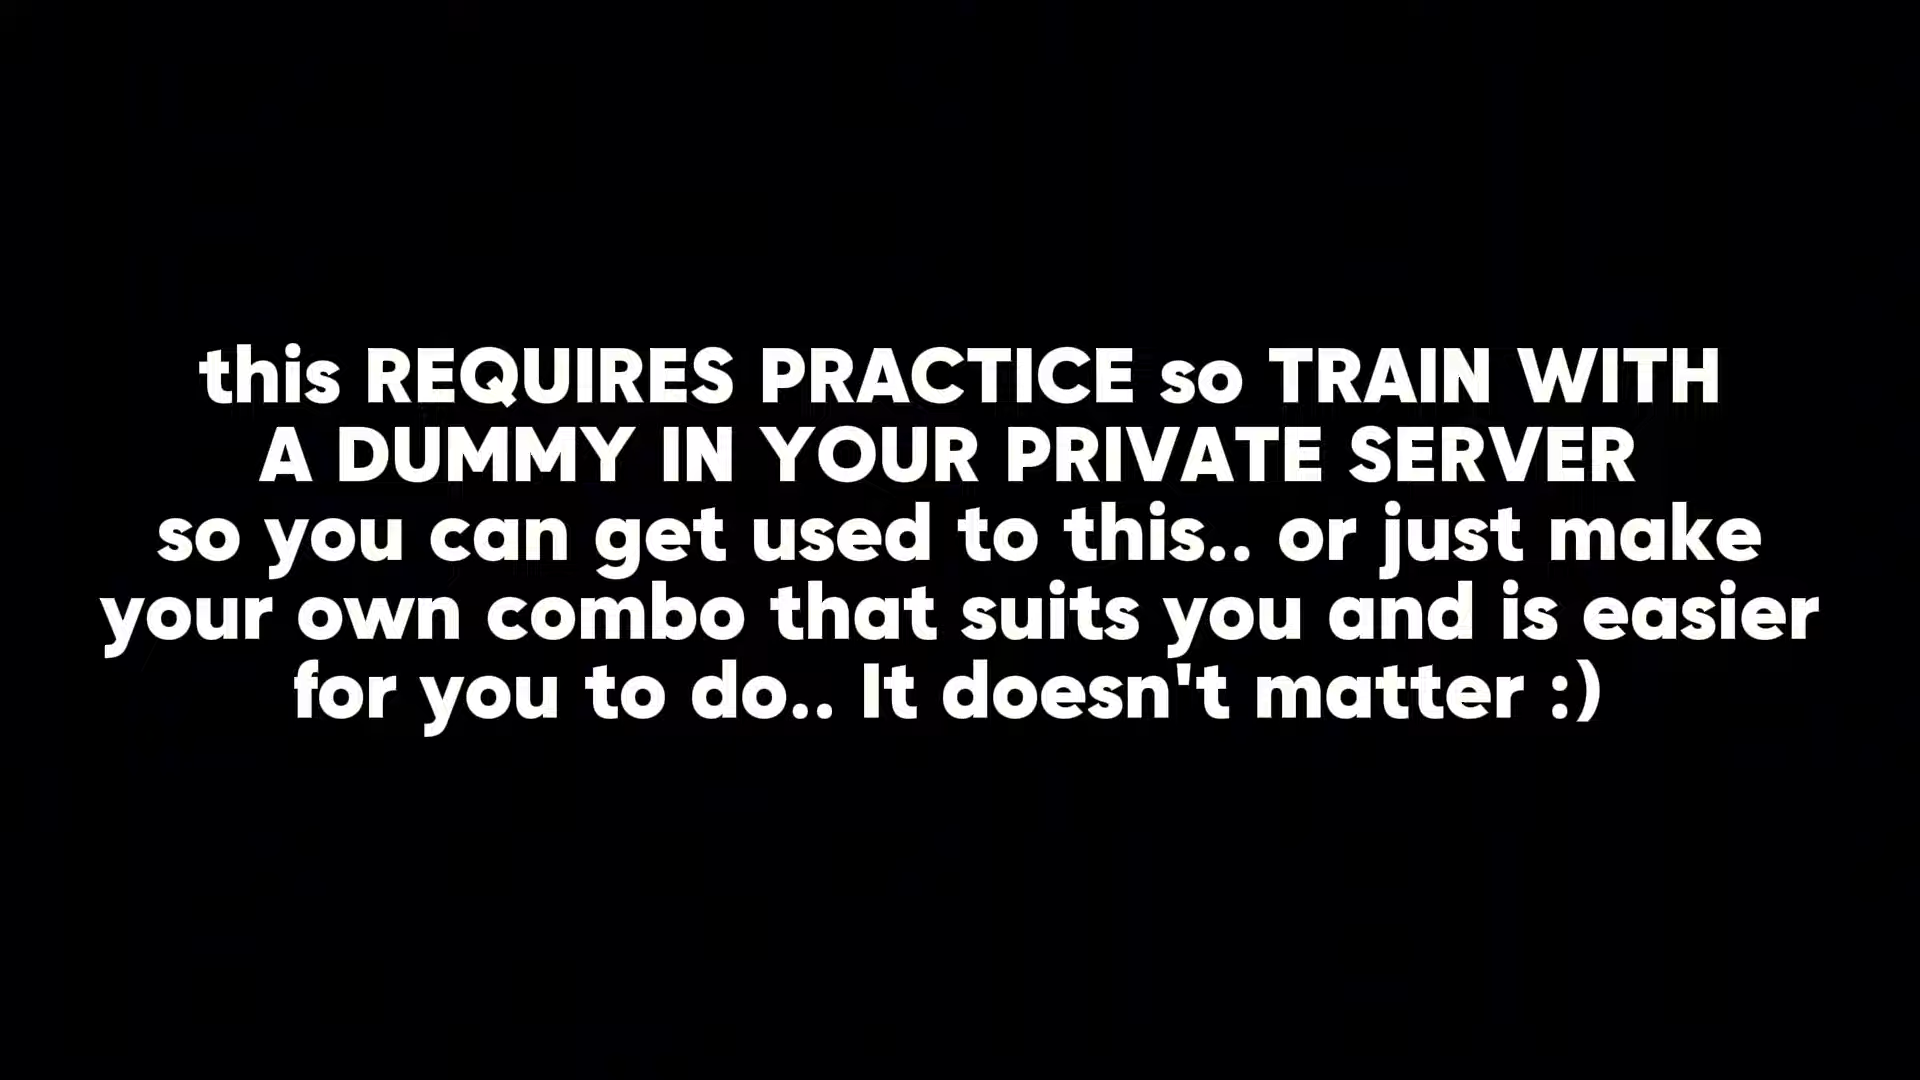 this REQUIRES PRACTICE so TRAIN WITH
A DUMMY IN YOUR PRIVATE SERVER
so you can get used to this.. or just make
your own combo that suits you and is easier
for you to do.. It doesn't matter :)